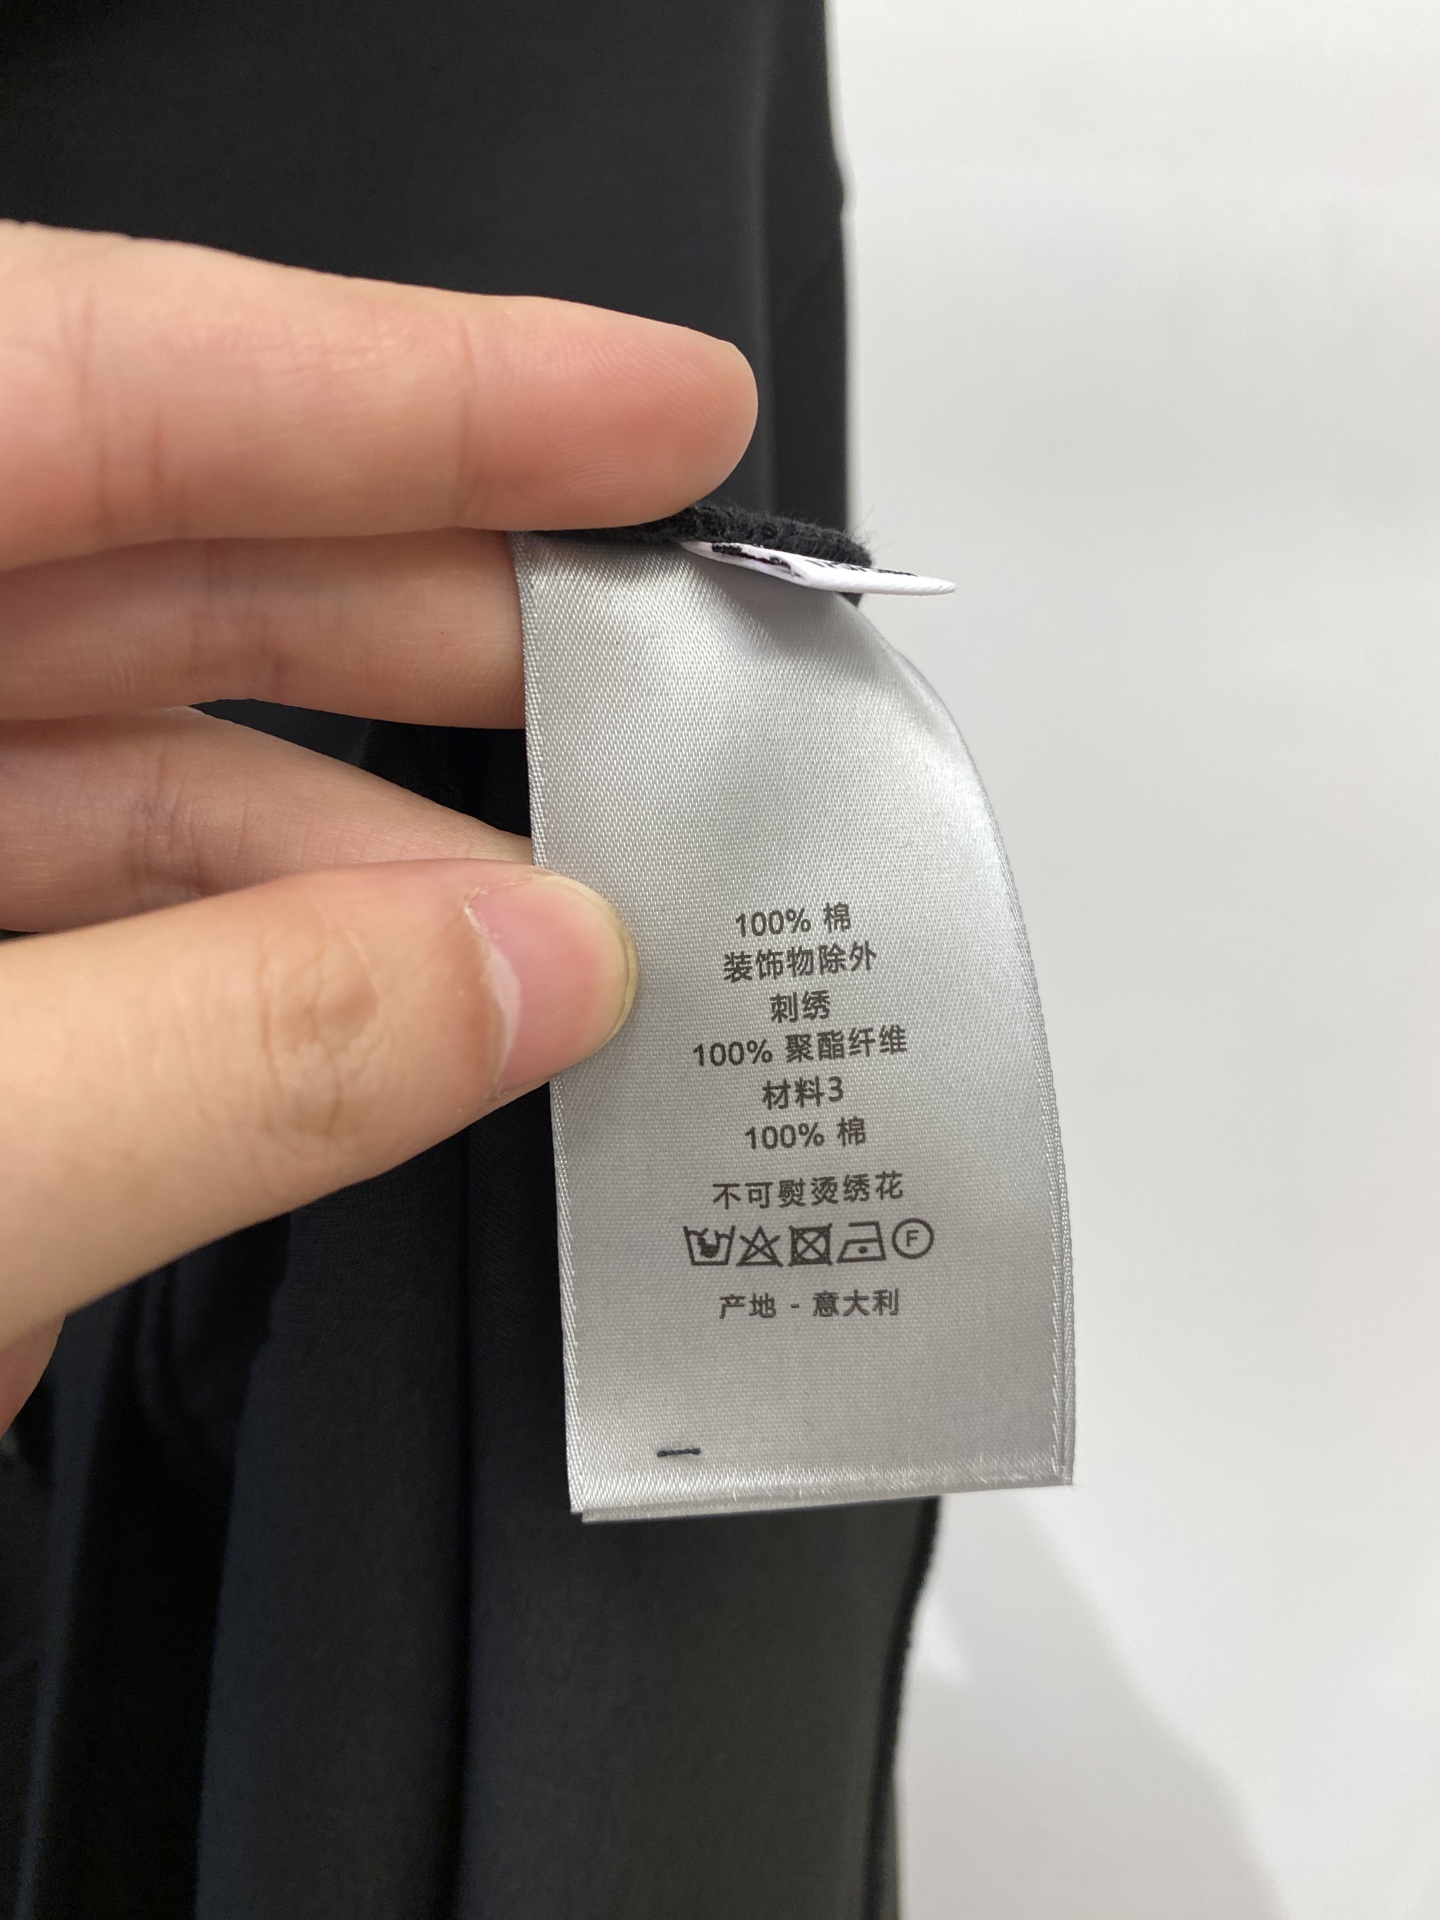 100% 棉
装饰物除外
刺绣
100% 聚酯纤维
材料3
100% 棉
不可熨烫绣花
F
产地 - 意大利